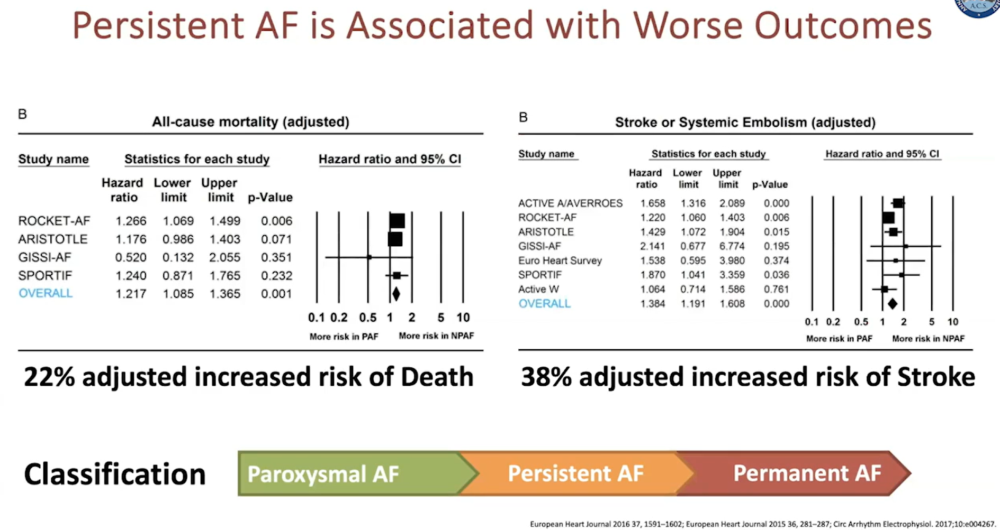 Persistent AF is Associated with Worse Outcomes
A.C.S.
B
All-cause mortality (adjusted)
Study name Statistics for each study Hazard ratio and 95% CI
Hazard ratio Lower limit Upper limit p-Value
ROCKET-AF 1.266 1.069 1.499 0.006
ARISTOTLE 1.176 0.986 1.403 0.071
GISSI-AF 0.520 0.132 2.055 0.351
SPORTIF 1.240 0.871 1.765 0.232
OVERALL 1.217 1.085 1.365 0.001
0.1 0.2 0.5 1 2 5 10
More risk in PAF More risk in NPAF
22% adjusted increased risk of Death
B
Stroke or Systemic Embolism (adjusted)
Study name Statistics for each study Hazard ratio and 95% CI
Hazard ratio Lower limit Upper limit p-Value
ACTIVE A/AVERROES 1.658 1.316 2.089 0.000
ROCKET-AF 1.220 1.060 1.403 0.006
ARISTOTLE 1.429 1.072 1.904 0.015
GISSI-AF 2.141 0.677 6.774 0.195
Euro Heart Survey 1.538 0.595 3.980 0.374
SPORTIF 1.870 1.041 3.359 0.036
Active W 1.064 0.714 1.586 0.761
OVERALL 1.384 1.191 1.608 0.000
0.1 0.2 0.5 1 2 5 10
More risk in PAF More risk in NPAF
38% adjusted increased risk of Stroke
Classification
Paroxysmal AF
Persistent AF
Permanent AF
European Heart Journal 2016 37, 1591–1602; European Heart Journal 2015 36, 281–287; Circ Arrhythm Electrophysiol. 2017;10:e004267.